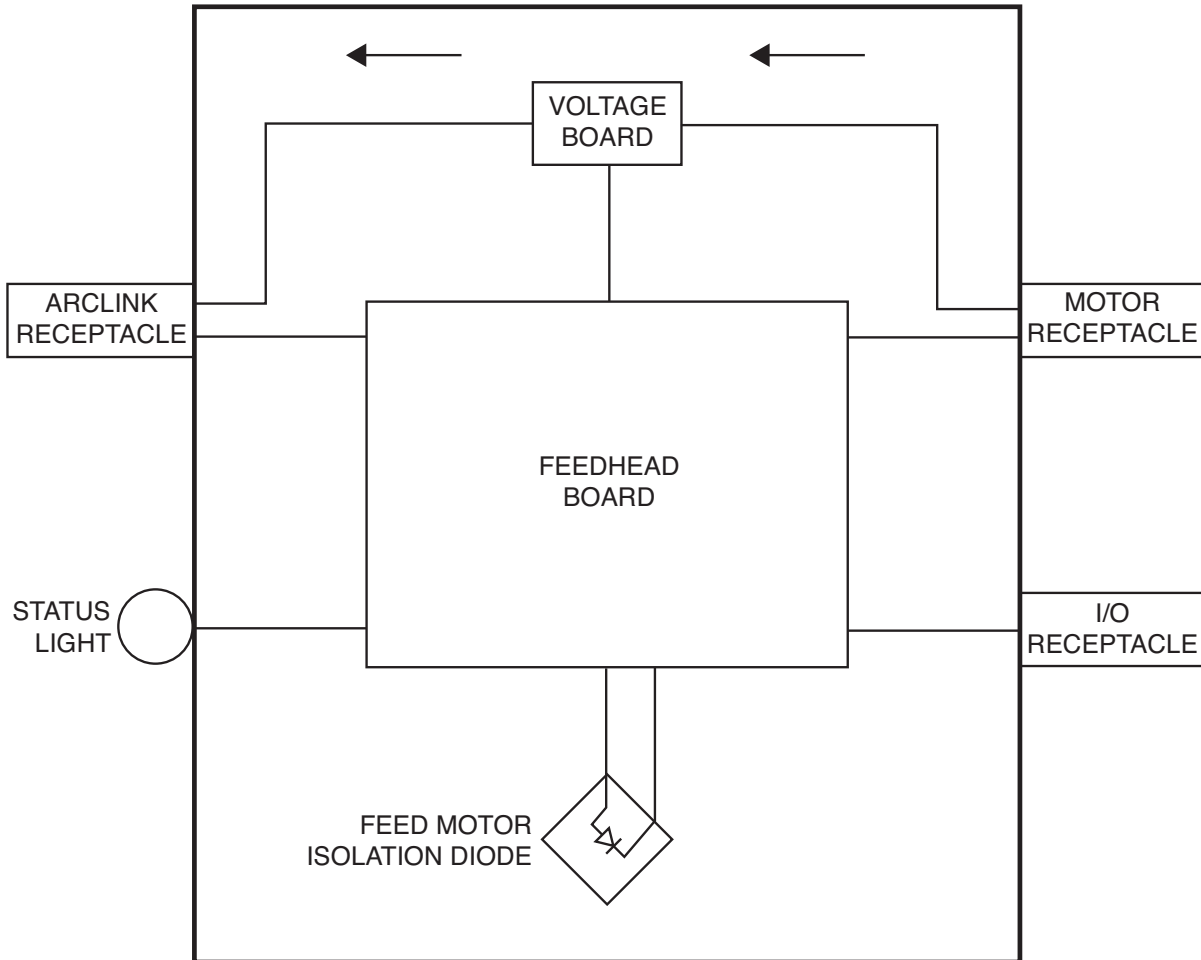 VOLTAGE
BOARD
ARCLINK
RECEPTACLE
MOTOR
RECEPTACLE
FEEDHEAD
BOARD
STATUS
LIGHT
I/O
RECEPTACLE
FEED MOTOR
ISOLATION DIODE